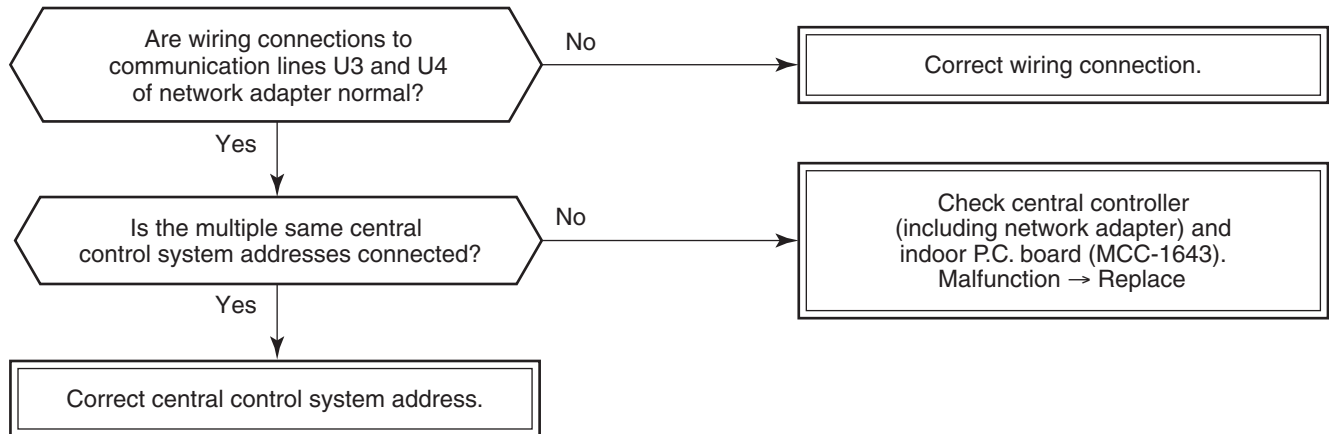 Are wiring connections to
communication lines U3 and U4
of network adapter normal?
No
Correct wiring connection.
Yes
Is the multiple same central
control system addresses connected?
No
Check central controller
(including network adapter) and
indoor P.C. board (MCC-1643).
Malfunction → Replace
Yes
Correct central control system address.